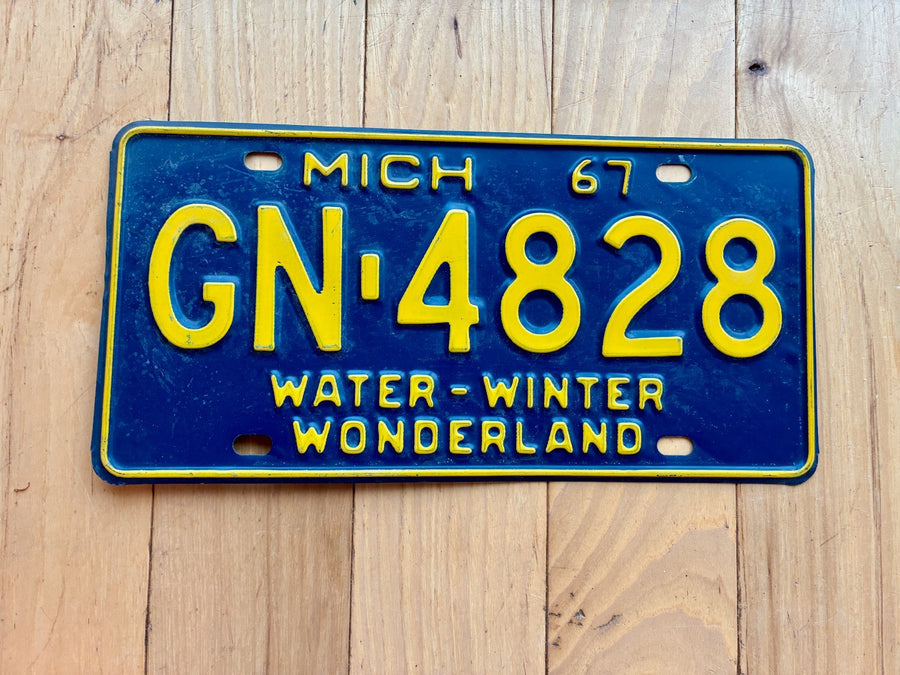 MICH 67
GN-4828
WATER-WINTER
WONDERLAND